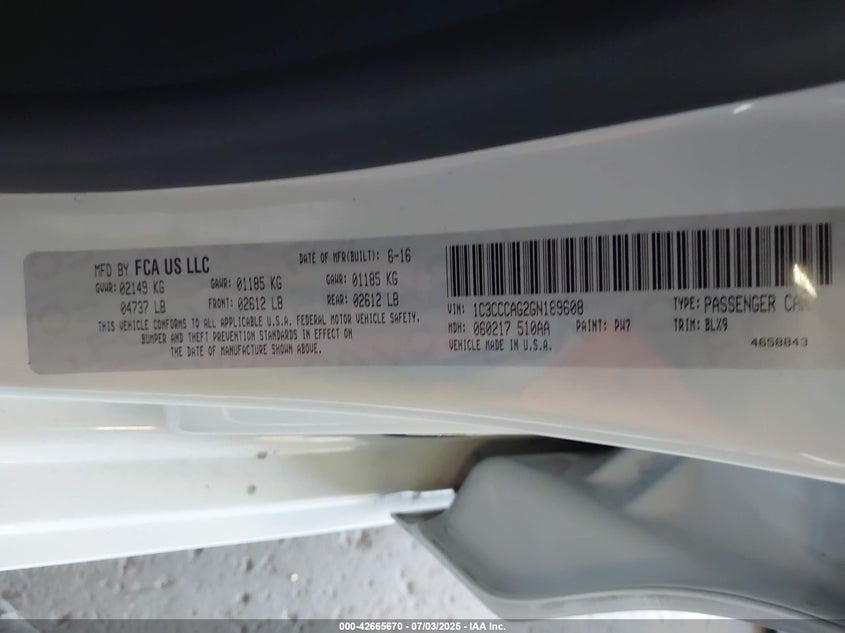 MFD BY FCA US LLC DATE OF MFR(BUILT): 6-16
GVWR: 02149 KG GAWR: 01185 KG GAWR: 01185 KG
04737 LB FRONT: 02612 LB REAR: 02612 LB
THIS VEHICLE CONFORMS TO ALL APPLICABLE U.S.A. FEDERAL MOTOR VEHICLE SAFETY,
BUMPER AND THEFT PREVENTION STANDARDS IN EFFECT ON
THE DATE OF MANUFACTURE SHOWN ABOVE.
VIN: 1C3CCCAG2GN189608 TYPE: PASSENGER CAR
MDH: 060217 510AA PAINT: PW7 TRIM: BLX9
VEHICLE MADE IN U.S.A. 4658843
000-42665670 - 07/03/2025 - IAA Inc.